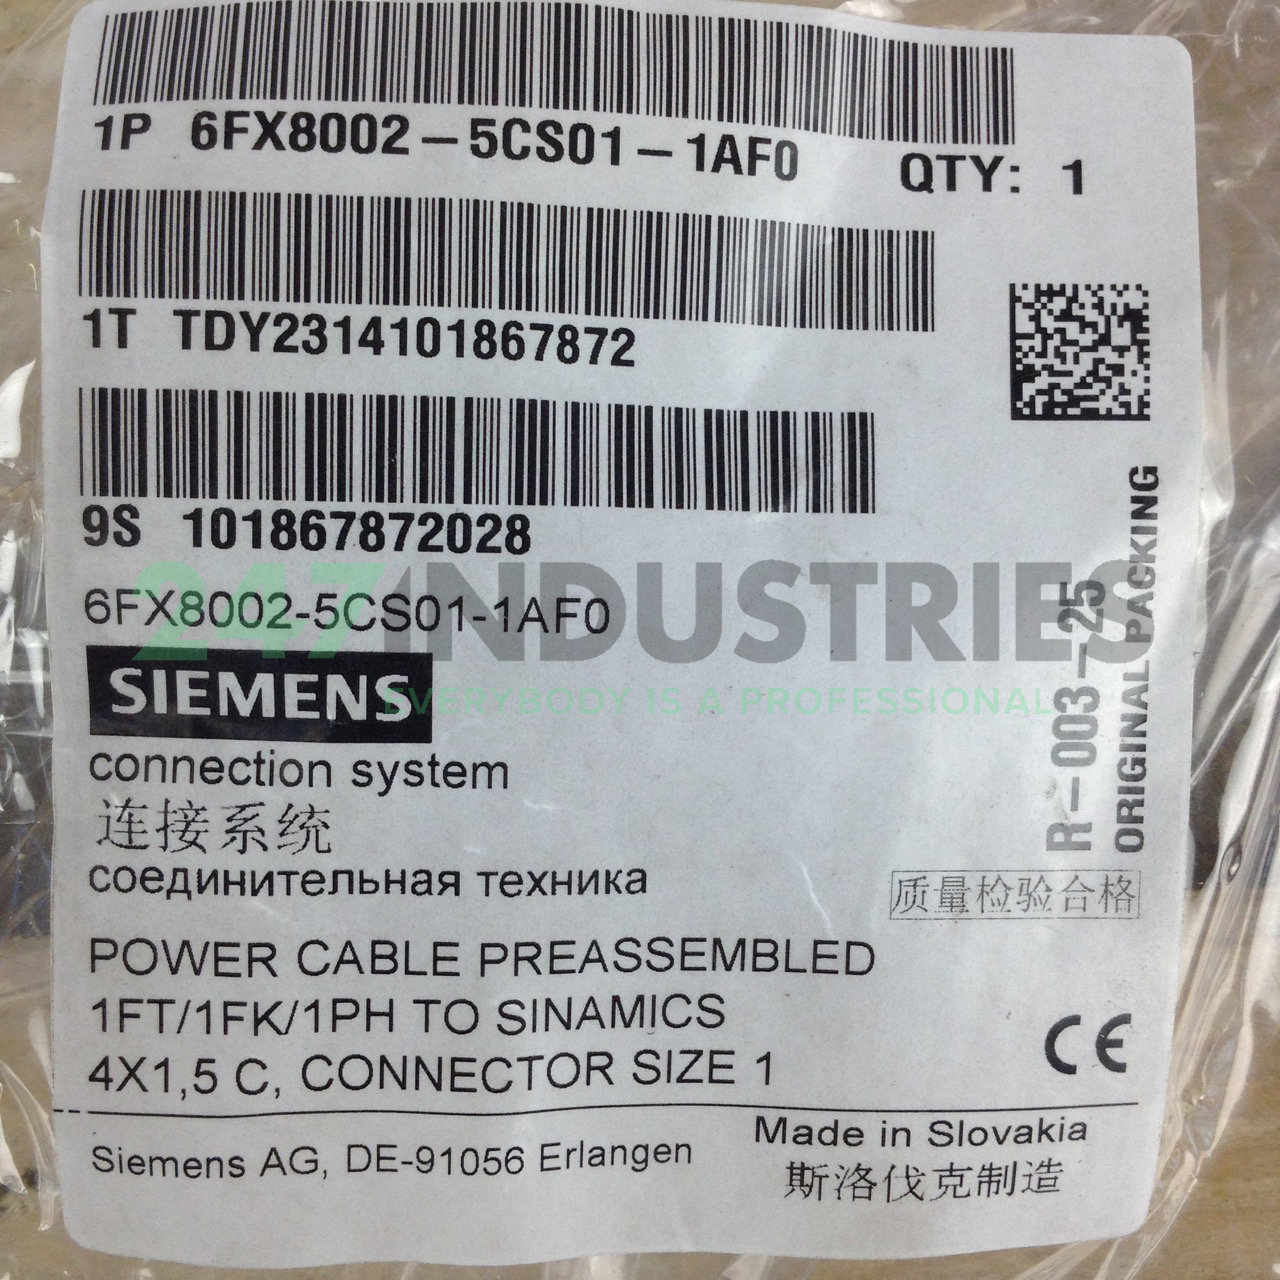 1P 6FX8002-5CS01-1AF0 QTY: 1
1T TDY2314101867872
9S 101867872028
6FX8002-5CS01-1AF0
247INDUSTRIES
EVERYBODY IS A PROFESSIONAL
SIEMENS
connection system
连接系统
соединительная техника
R-003-25
ORIGINAL PACKING
质量检验合格
POWER CABLE PREASSEMBLED
1FT/1FK/1PH TO SINAMICS
4X1,5 C, CONNECTOR SIZE 1
CE
Siemens AG, DE-91056 Erlangen
Made in Slovakia
斯洛伐克制造